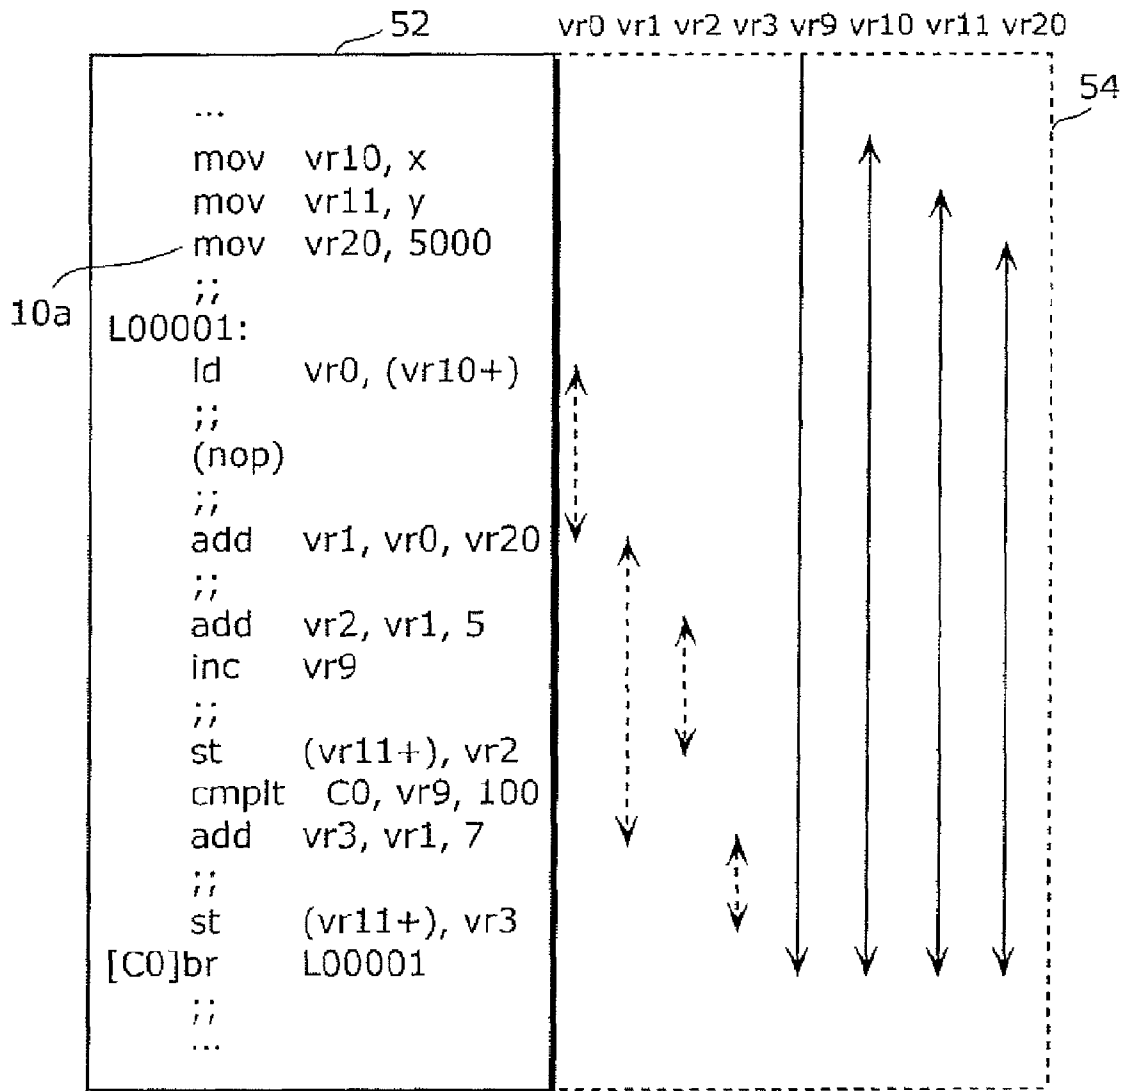 52
vr0 vr1 vr2 vr3 vr9 vr10 vr11 vr20
54
...
mov vr10, x
mov vr11, y
mov vr20, 5000
;;
10a
L00001:
ld vr0, (vr10+)
;;
(nop)
;;
add vr1, vr0, vr20
;;
add vr2, vr1, 5
inc vr9
;;
st (vr11+), vr2
cmplt C0, vr9, 100
add vr3, vr1, 7
;;
st (vr11+), vr3
[C0]br L00001
;;
...